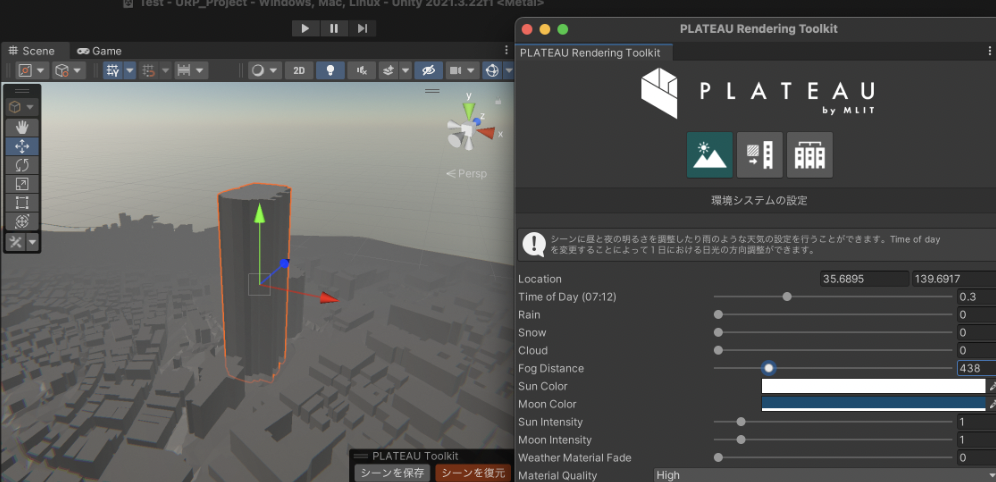 Test - URP_Project - Windows, Mac, Linux - Unity 2021.3.22f1 <Metal>
Scene
Game
2D
y
z
x
Persp
PLATEAU Toolkit
シーンを保存
シーンを復元
PLATEAU Rendering Toolkit
PLATEAU Rendering Toolkit
PLATEAU
by MLIT
環境システムの設定
シーンに昼と夜の明るさを調整したり雨のような天気の設定を行うことができます。Time of day
を変更することによって１日における日光の方向調整ができます。
Location 35.6895 139.6917
Time of Day (07:12) 0.3
Rain 0
Snow 0
Cloud 0
Fog Distance 438
Sun Color
Moon Color
Sun Intensity 1
Moon Intensity 1
Weather Material Fade 0
Material Quality High